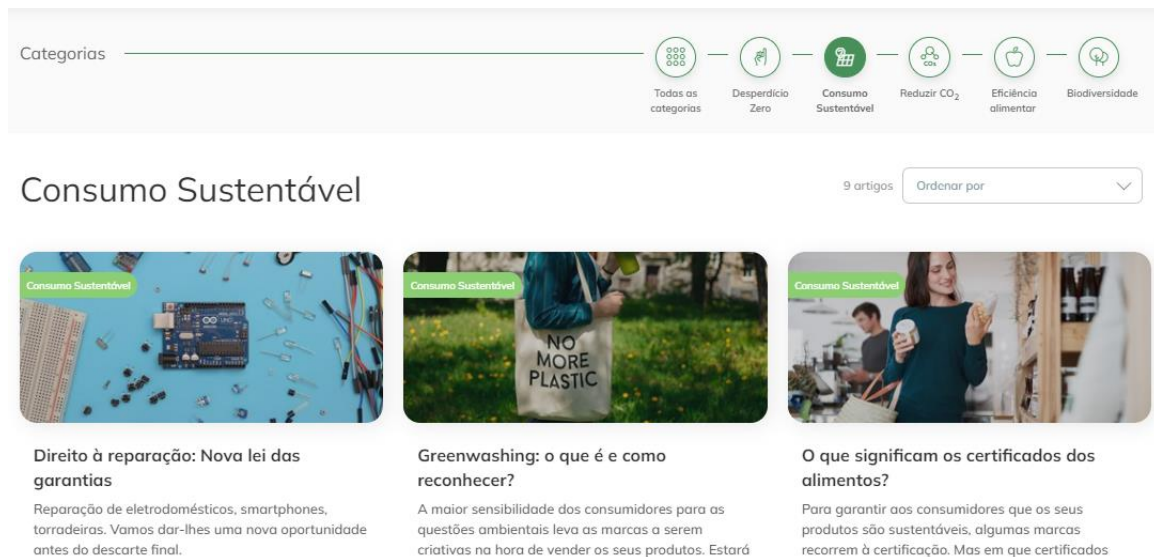 Categorias
Todas as
categorias
Desperdício
Zero
Consumo
Sustentável
CO₂
Reduzir CO₂
Eficiência
alimentar
Biodiversidade
Consumo Sustentável
9 artigos
Ordenar por
Consumo Sustentável
UNO
Consumo Sustentável
NO
MORE
PLASTIC
Consumo Sustentável
Direito à reparação: Nova lei das
garantias
Reparação de eletrodomésticos, smartphones,
torradeiras. Vamos dar-lhes uma nova oportunidade
antes do descarte final.
Greenwashing: o que é e como
reconhecer?
A maior sensibilidade dos consumidores para as
questões ambientais leva as marcas a serem
criativas na hora de vender os seus produtos. Estará
O que significam os certificados dos
alimentos?
Para garantir aos consumidores que os seus
produtos são sustentáveis, algumas marcas
recorrem à certificação. Mas em que certificados